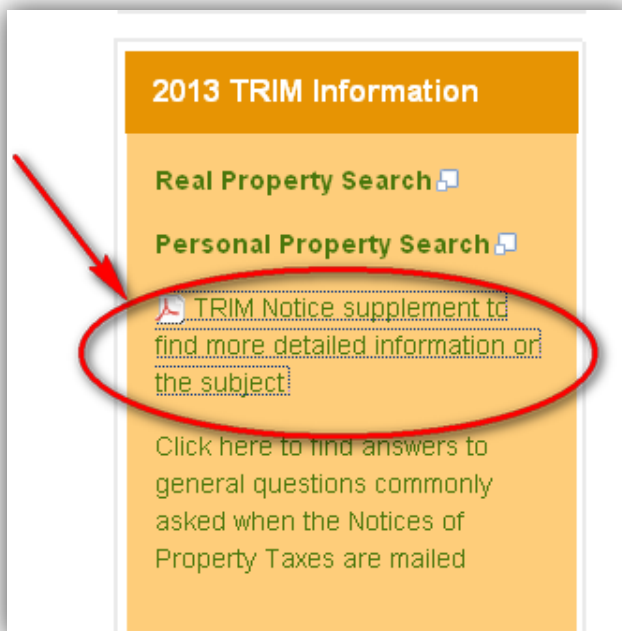 2013 TRIM Information
Real Property Search
Personal Property Search
TRIM Notice supplement to
find more detailed information on
the subject
Click here to find answers to
general questions commonly
asked when the Notices of
Property Taxes are mailed